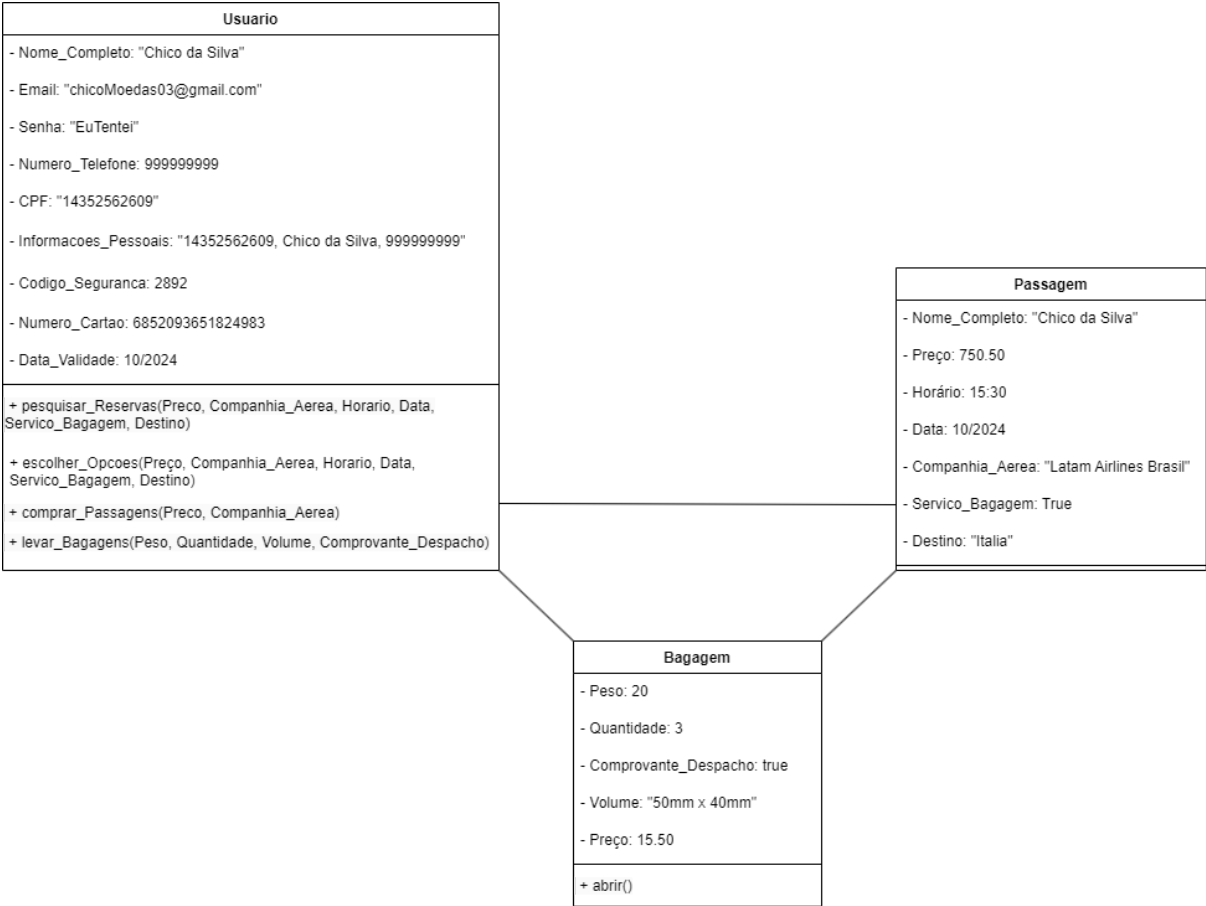 Usuario
- Nome_Completo: "Chico da Silva"
- Email: "chicoMoedas03@gmail.com"
- Senha: "EuTentei"
- Numero_Telefone: 999999999
- CPF: "14352562609"
- Informacoes_Pessoais: "14352562609, Chico da Silva, 999999999"
- Codigo_Seguranca: 2892
- Numero_Cartao: 6852093651824983
- Data_Validade: 10/2024
+ pesquisar_Reservas(Preco, Companhia_Aerea, Horario, Data,
Servico_Bagagem, Destino)
+ escolher_Opcoes(Preço, Companhia_Aerea, Horario, Data,
Servico_Bagagem, Destino)
+ comprar_Passagens(Preco, Companhia_Aerea)
+ levar_Bagagens(Peso, Quantidade, Volume, Comprovante_Despacho)
Passagem
- Nome_Completo: "Chico da Silva"
- Preço: 750.50
- Horário: 15:30
- Data: 10/2024
- Companhia_Aerea: "Latam Airlines Brasil"
- Servico_Bagagem: True
- Destino: "Italia"
Bagagem
- Peso: 20
- Quantidade: 3
- Comprovante_Despacho: true
- Volume: "50mm x 40mm"
- Preço: 15.50
+ abrir()